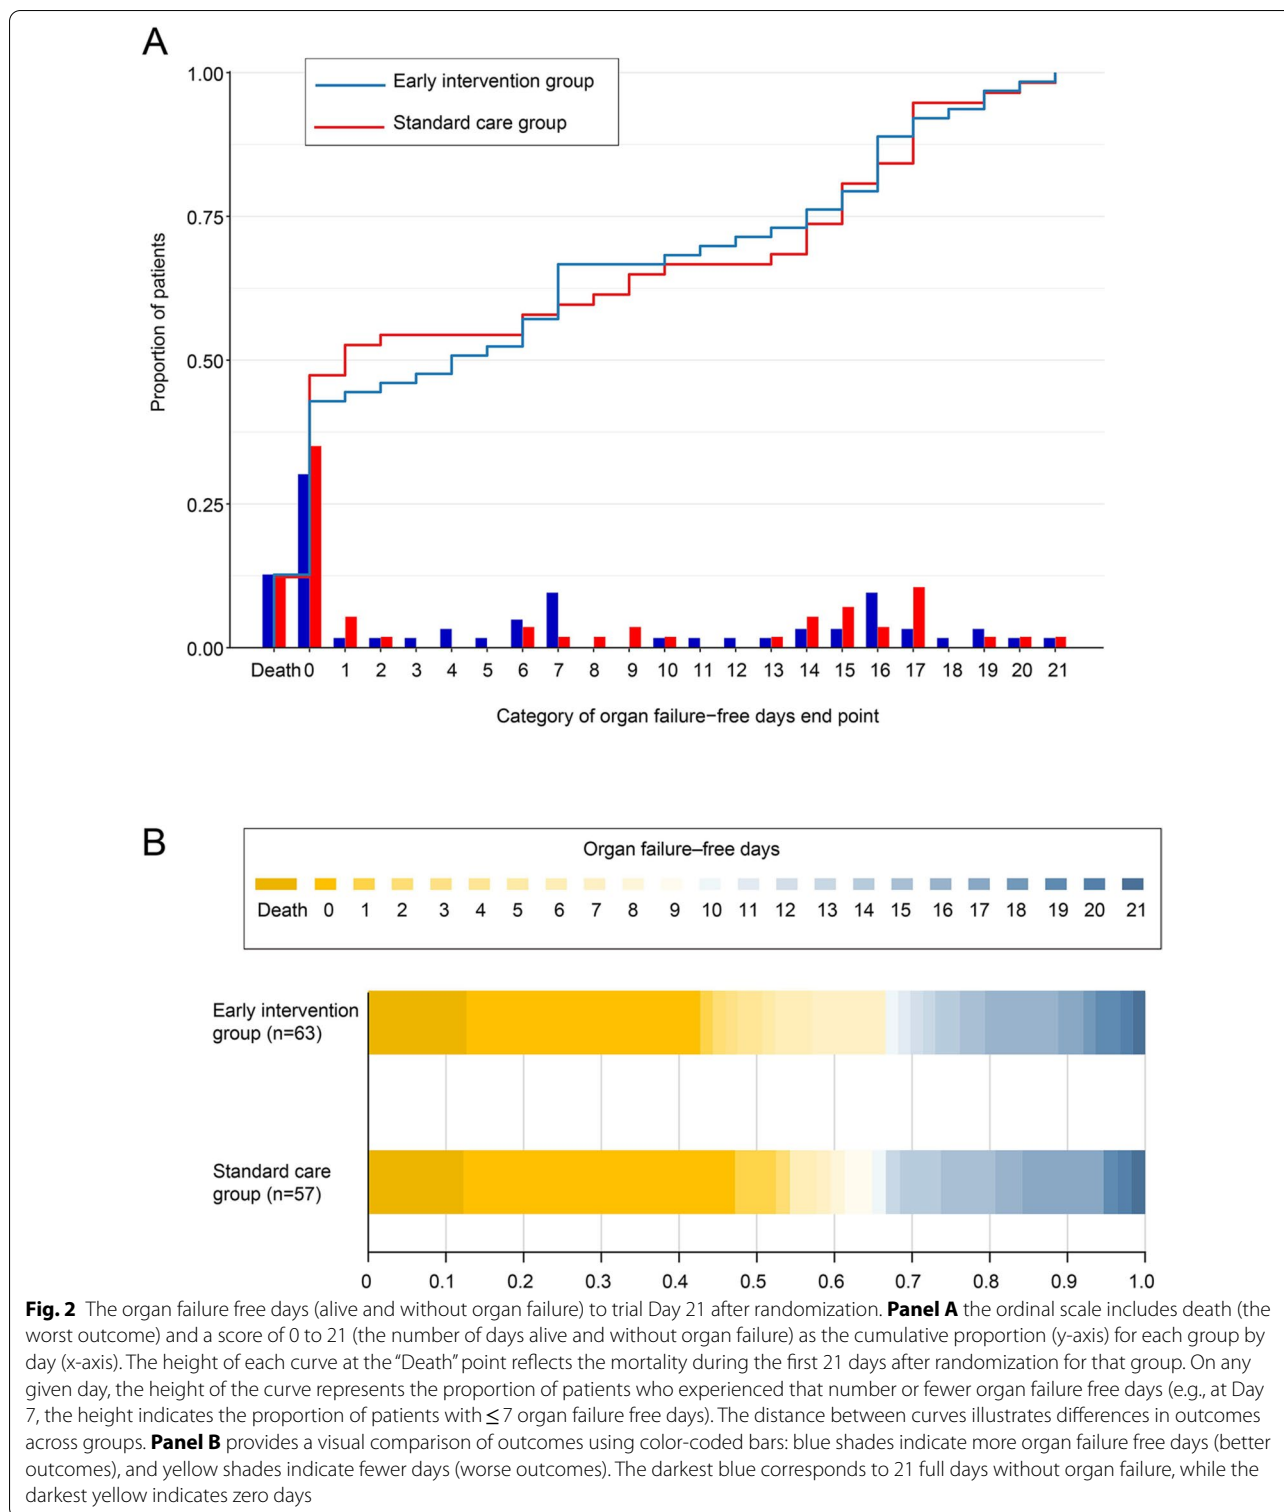 A
1.00
0.75
0.50
0.25
0.00
Proportion of patients
Early intervention group
Standard care group
Death 0 1 2 3 4 5 6 7 8 9 10 11 12 13 14 15 16 17 18 19 20 21
Category of organ failure−free days end point
B
Organ failure–free days
Death 0 1 2 3 4 5 6 7 8 9 10 11 12 13 14 15 16 17 18 19 20 21
Early intervention
group (n=63)
Standard care
group (n=57)
0 0.1 0.2 0.3 0.4 0.5 0.6 0.7 0.8 0.9 1.0
Fig. 2 The organ failure free days (alive and without organ failure) to trial Day 21 after randomization. Panel A the ordinal scale includes death (the
worst outcome) and a score of 0 to 21 (the number of days alive and without organ failure) as the cumulative proportion (y-axis) for each group by
day (x-axis). The height of each curve at the “Death” point reflects the mortality during the first 21 days after randomization for that group. On any
given day, the height of the curve represents the proportion of patients who experienced that number or fewer organ failure free days (e.g., at Day
7, the height indicates the proportion of patients with ≤ 7 organ failure free days). The distance between curves illustrates differences in outcomes
across groups. Panel B provides a visual comparison of outcomes using color-coded bars: blue shades indicate more organ failure free days (better
outcomes), and yellow shades indicate fewer days (worse outcomes). The darkest blue corresponds to 21 full days without organ failure, while the
darkest yellow indicates zero days